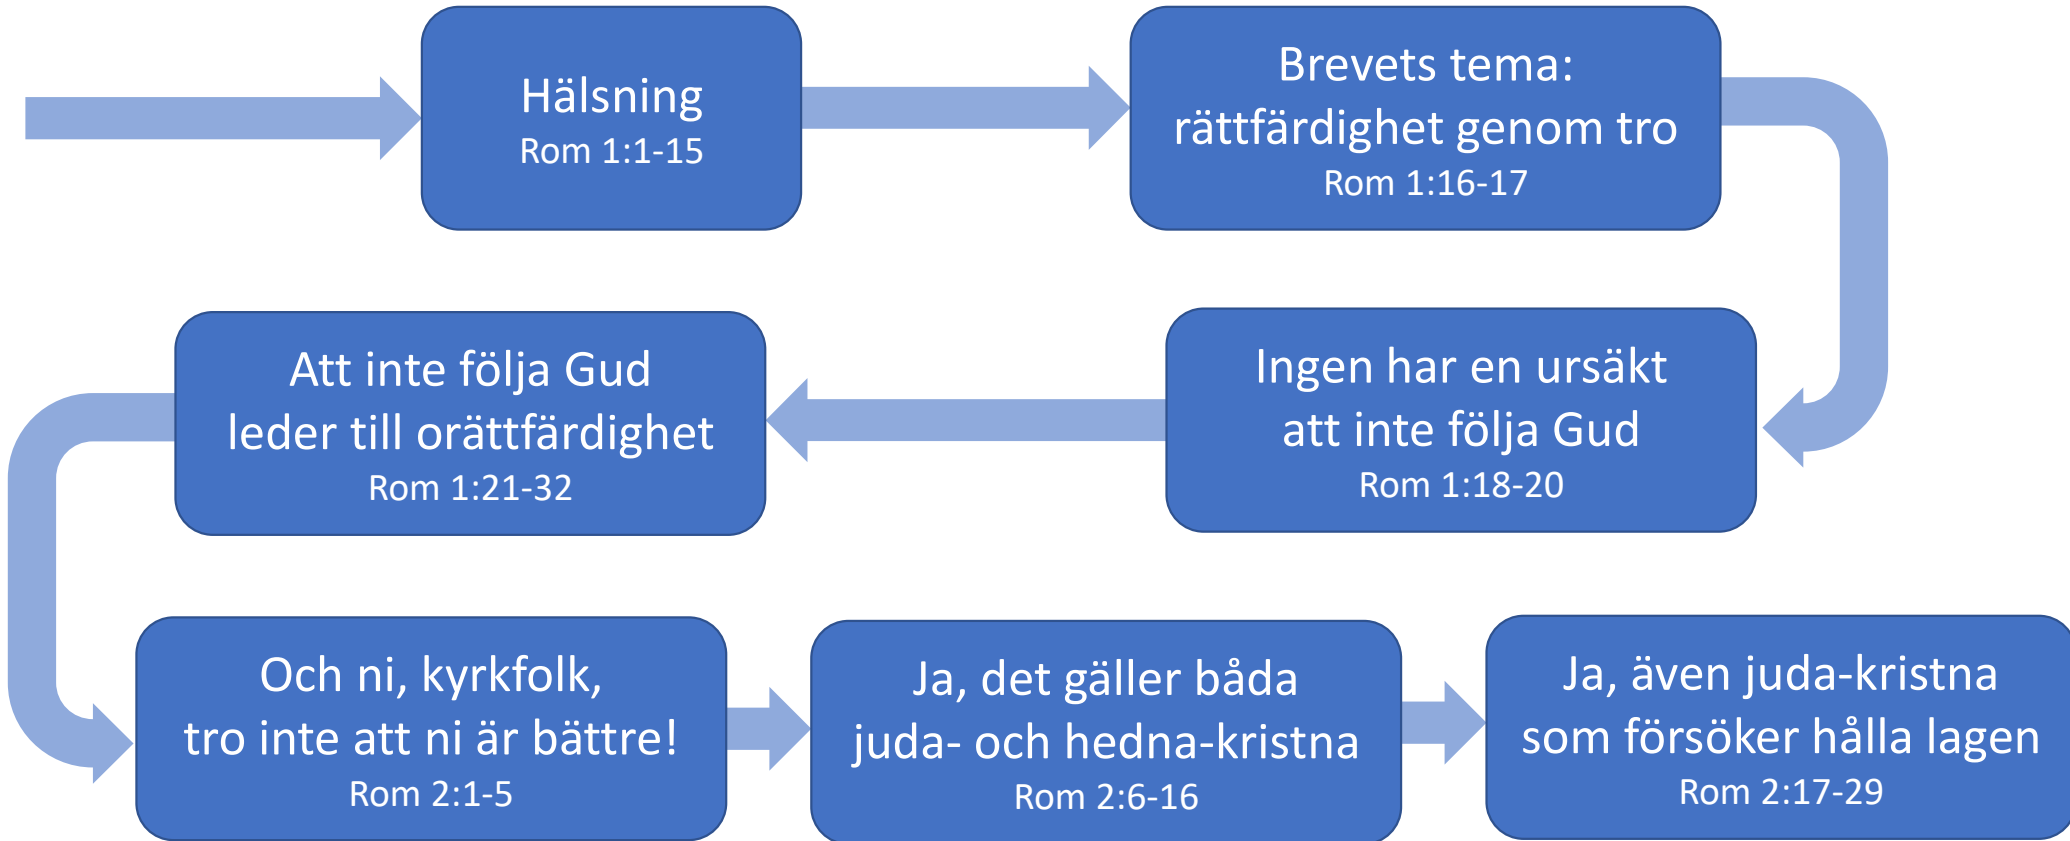 Hälsning
Rom 1:1-15
Brevets tema:
rättfärdighet genom tro
Rom 1:16-17
Ingen har en ursäkt
att inte följa Gud
Rom 1:18-20
Att inte följa Gud
leder till orättfärdighet
Rom 1:21-32
Och ni, kyrkfolk,
tro inte att ni är bättre!
Rom 2:1-5
Ja, det gäller båda
juda- och hedna-kristna
Rom 2:6-16
Ja, även juda-kristna
som försöker hålla lagen
Rom 2:17-29